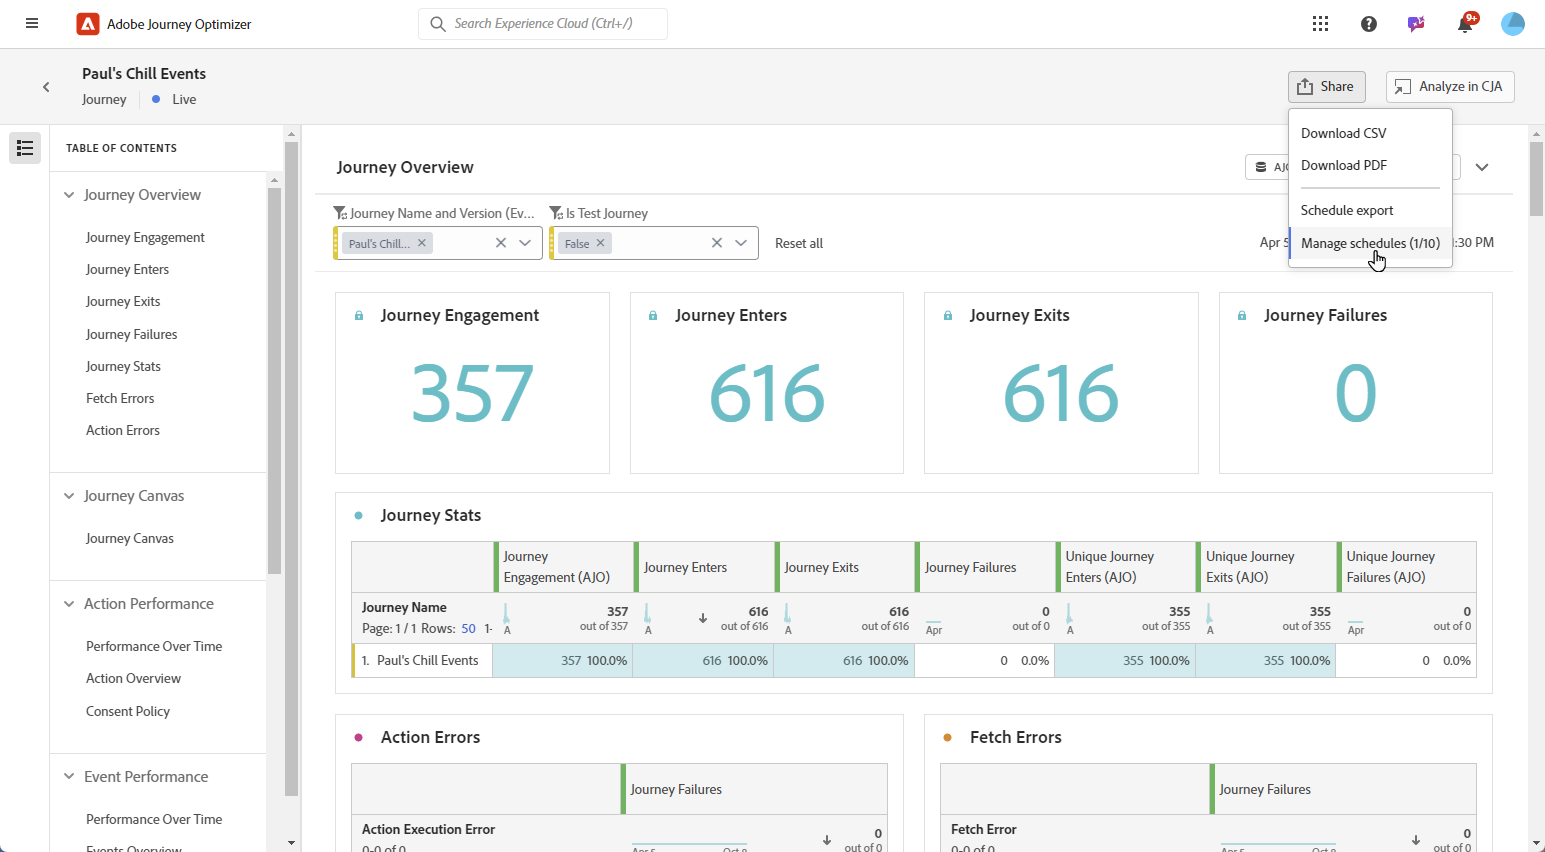 Adobe Journey Optimizer
Search Experience Cloud (Ctrl+/)
9+
Paul's Chill Events
Journey
Live
Share
Analyze in CJA
Download CSV
Download PDF
Schedule export
Manage schedules (1/10)
TABLE OF CONTENTS
Journey Overview
Journey Engagement
Journey Enters
Journey Exits
Journey Failures
Journey Stats
Fetch Errors
Action Errors
Journey Canvas
Journey Canvas
Action Performance
Performance Over Time
Action Overview
Consent Policy
Event Performance
Performance Over Time
Events Overview
Journey Overview
Journey Name and Version (Ev...
Is Test Journey
Paul's Chill...
False
Reset all
Apr 5
:30 PM
Journey Engagement
357
Journey Enters
616
Journey Exits
616
Journey Failures
0
Journey Stats
Journey Engagement (AJO)
Journey Enters
Journey Exits
Journey Failures
Unique Journey Enters (AJO)
Unique Journey Exits (AJO)
Unique Journey Failures (AJO)
Journey Name
Page: 1 / 1 Rows: 50 1-
A
357
out of 357
A
616
out of 616
A
616
out of 616
Apr
0
out of 0
A
355
out of 355
A
355
out of 355
Apr
0
out of 0
1. Paul's Chill Events
357 100.0%
616 100.0%
616 100.0%
0 0.0%
355 100.0%
355 100.0%
0 0.0%
Action Errors
Journey Failures
Action Execution Error
0-0 of 0
Apr 5
Oct 8
0
out of 0
Fetch Errors
Journey Failures
Fetch Error
0-0 of 0
Apr 5
Oct 8
0
out of 0